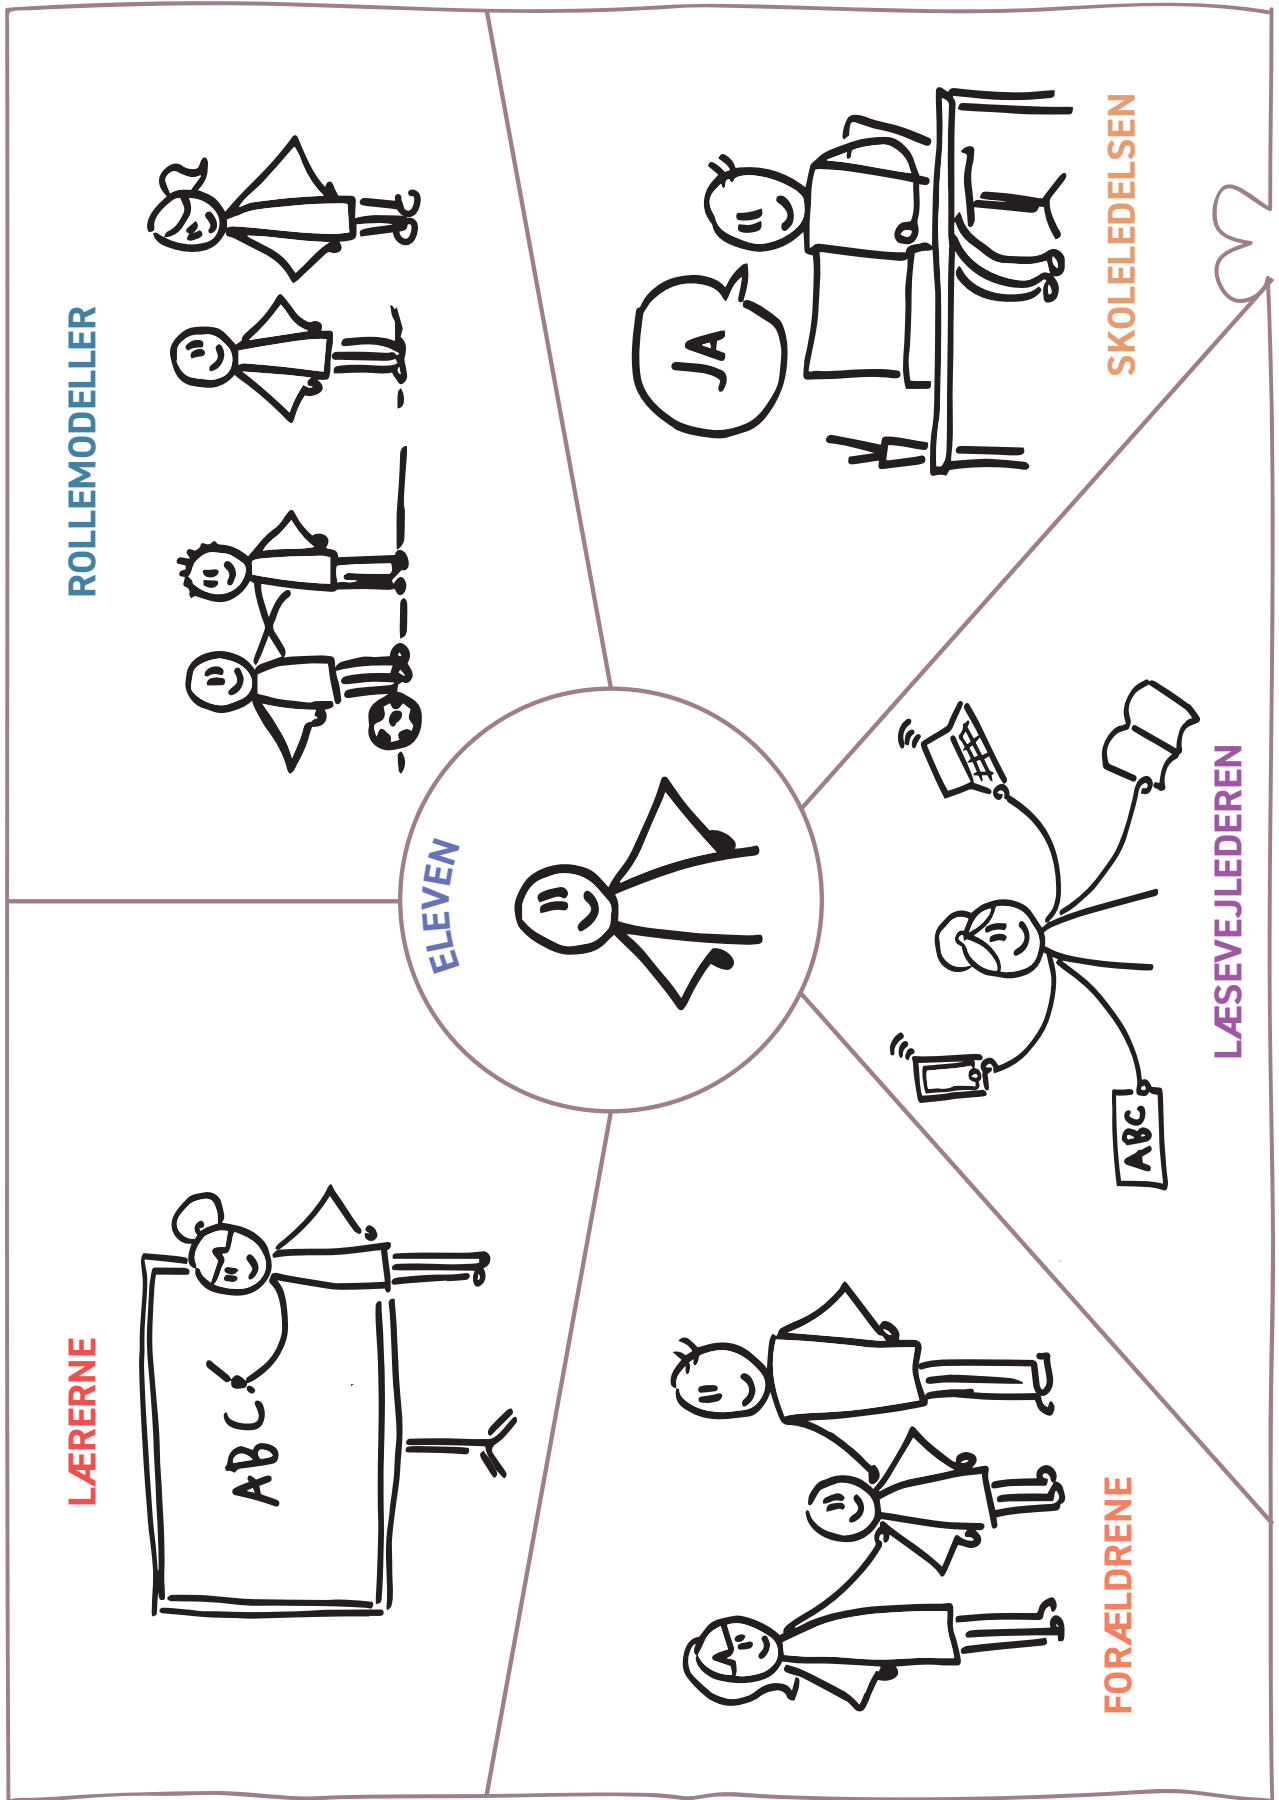 LÆRERNE
ABC
ROLLEMODELLER
ELEVEN
JA
SKOLELEDELSEN
FORÆLDRENE
ABC
LÆSEVEJLEDEREN